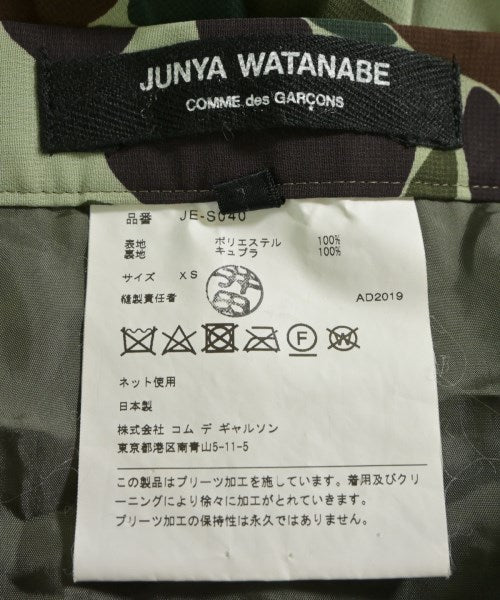 JUNYA WATANABE
COMME des GARÇONS
品番 JE-S040
表地 ポリエステル 100%
裏地 キュプラ 100%
サイズ XS
縫製責任者 AD2019
ネット使用
日本製
株式会社 コム デ ギャルソン
東京都港区南青山5-11-5
この製品はプリーツ加工を施しています。着用及びクリ
ーニングにより徐々に加工がとれていきます。
プリーツ加工の保持性は永久ではありません。